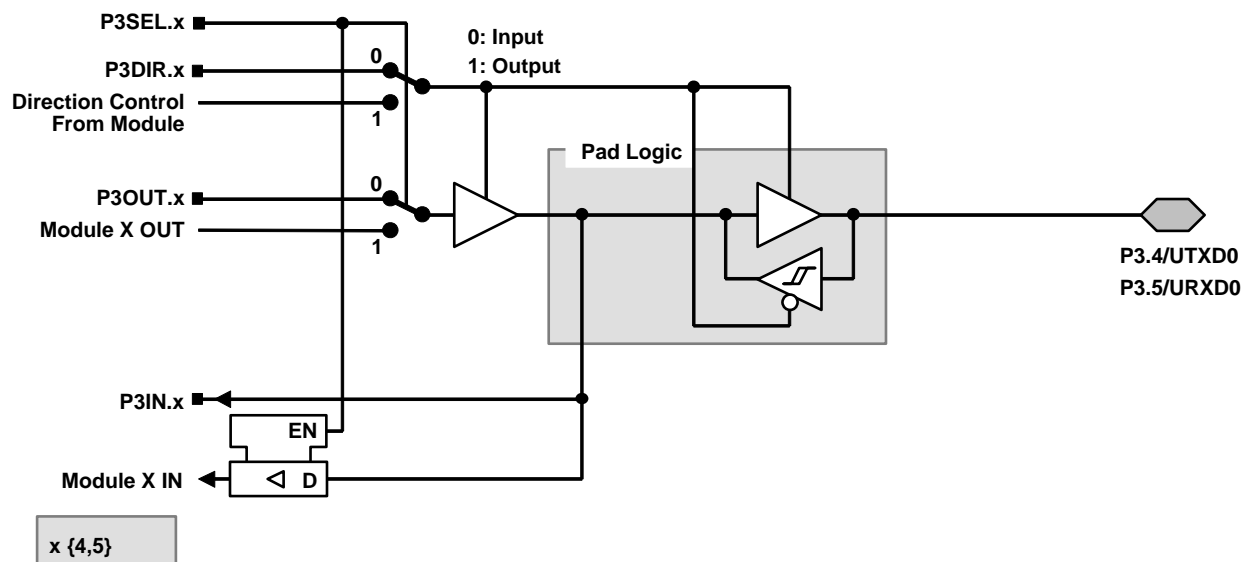 P3SEL.x
0: Input
0
P3DIR.x
1: Output
Direction Control
From Module
1
Pad Logic
0
P3OUT.x
Module X OUT
1
P3.4/UTXD0
P3.5/URXD0
P3IN.x
EN
Module X IN
D
x {4,5}